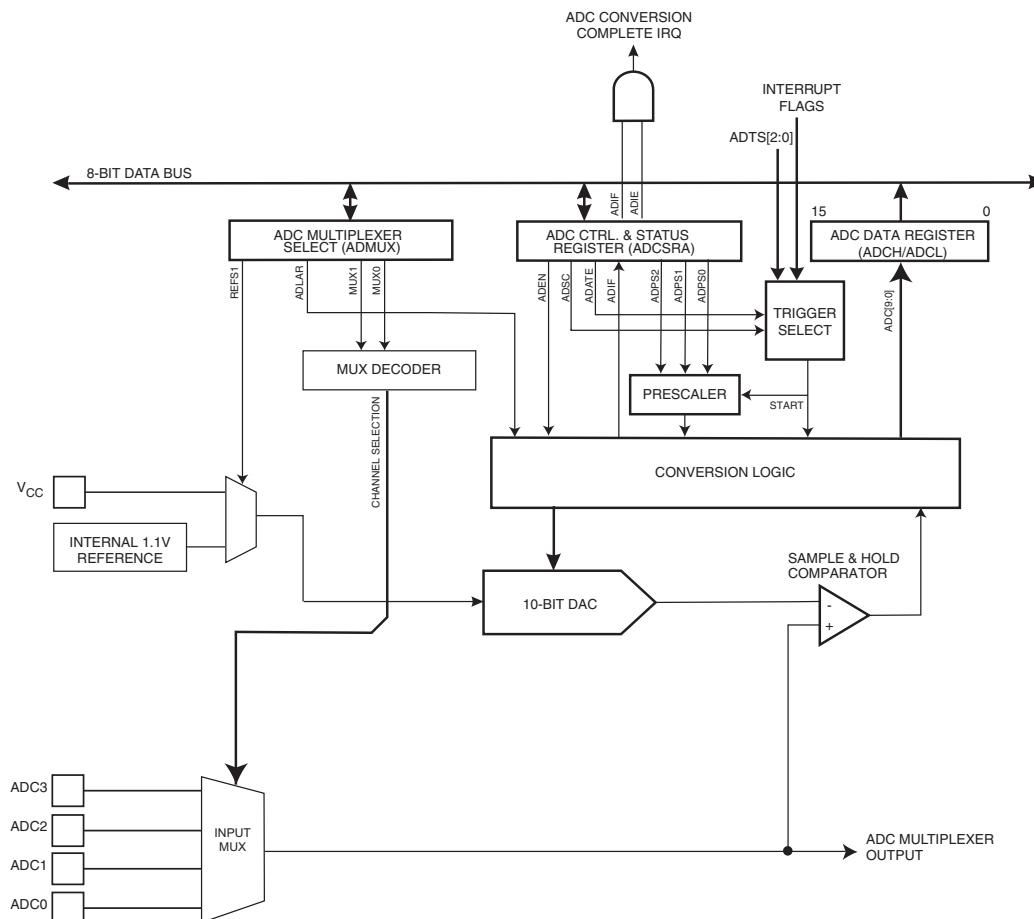 ADC CONVERSION
COMPLETE IRQ
INTERRUPT
FLAGS
ADTS[2:0]
8-BIT DATA BUS
ADIF
ADIE
15
0
ADC MULTIPLEXER
SELECT (ADMUX)
ADC CTRL. & STATUS
REGISTER (ADCSRA)
ADC DATA REGISTER
(ADCH/ADCL)
REFS1
ADLAR
MUX1
MUX0
ADEN
ADSC
ADATE
ADIF
ADPS2
ADPS1
ADPS0
ADC[9:0]
TRIGGER
SELECT
MUX DECODER
PRESCALER
START
CHANNEL SELECTION
CONVERSION LOGIC
VCC
INTERNAL 1.1V
REFERENCE
SAMPLE & HOLD
COMPARATOR
10-BIT DAC
-
+
ADC3
ADC2
ADC1
ADC0
INPUT
MUX
ADC MULTIPLEXER
OUTPUT